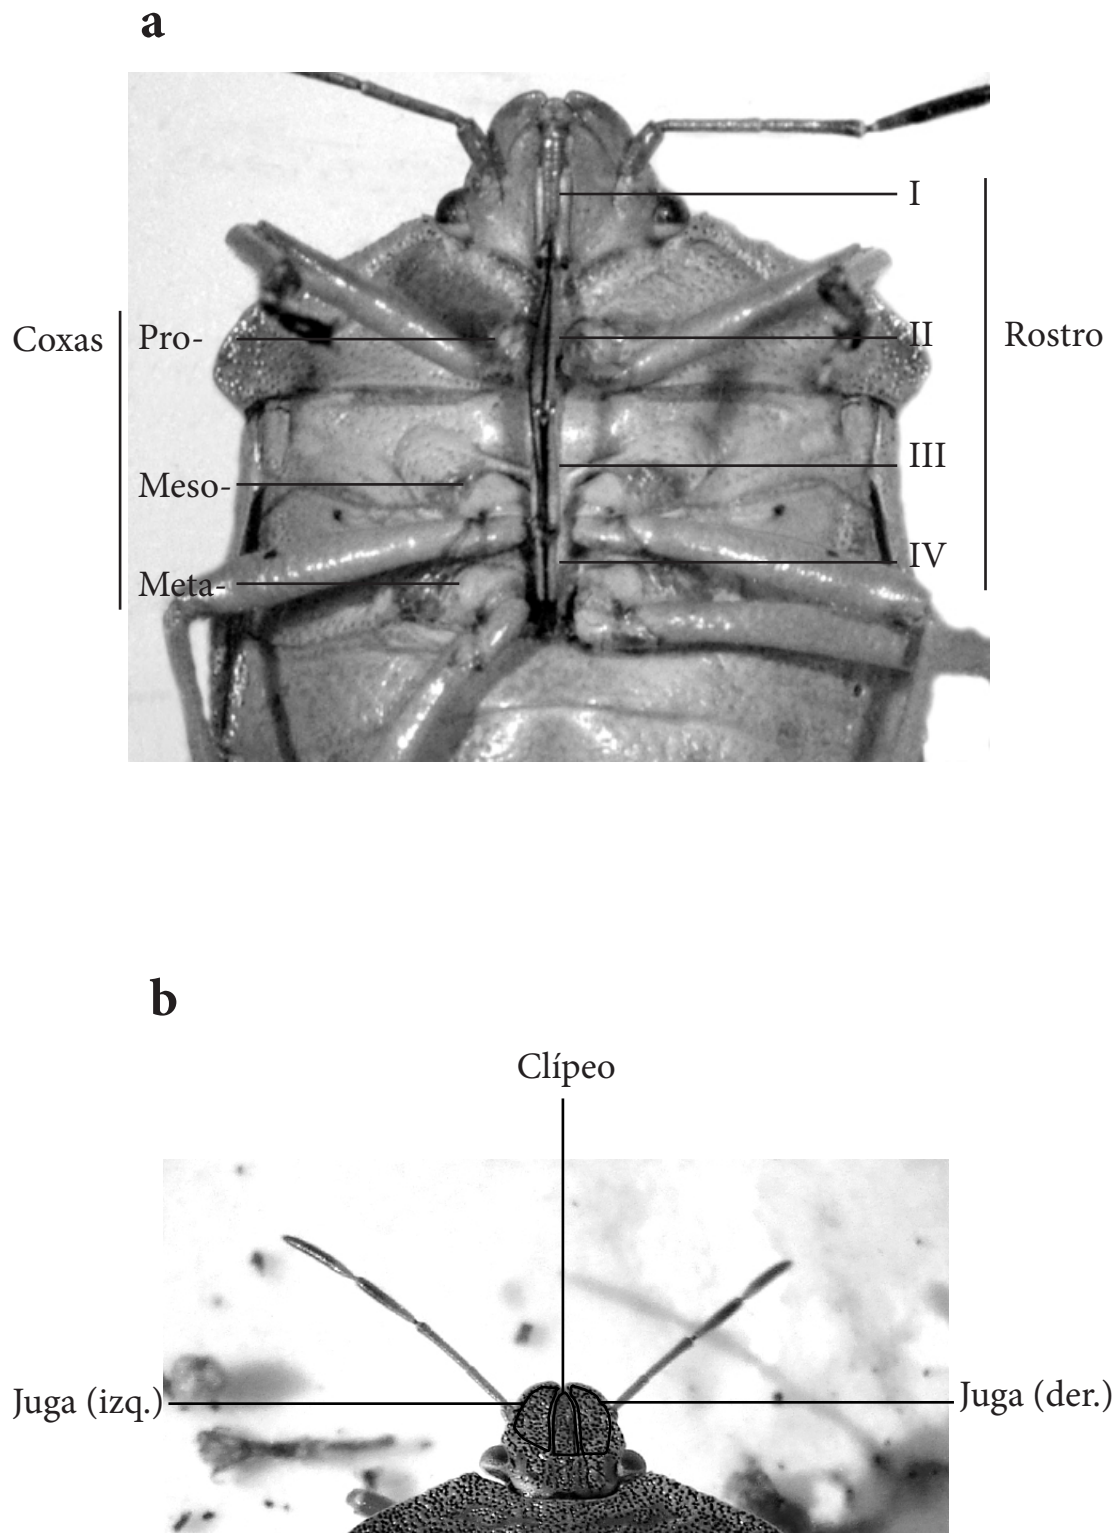 a
I
Coxas
Pro-
II
Rostro
III
Meso-
IV
Meta-
b
Clípeo
Juga (izq.)
Juga (der.)